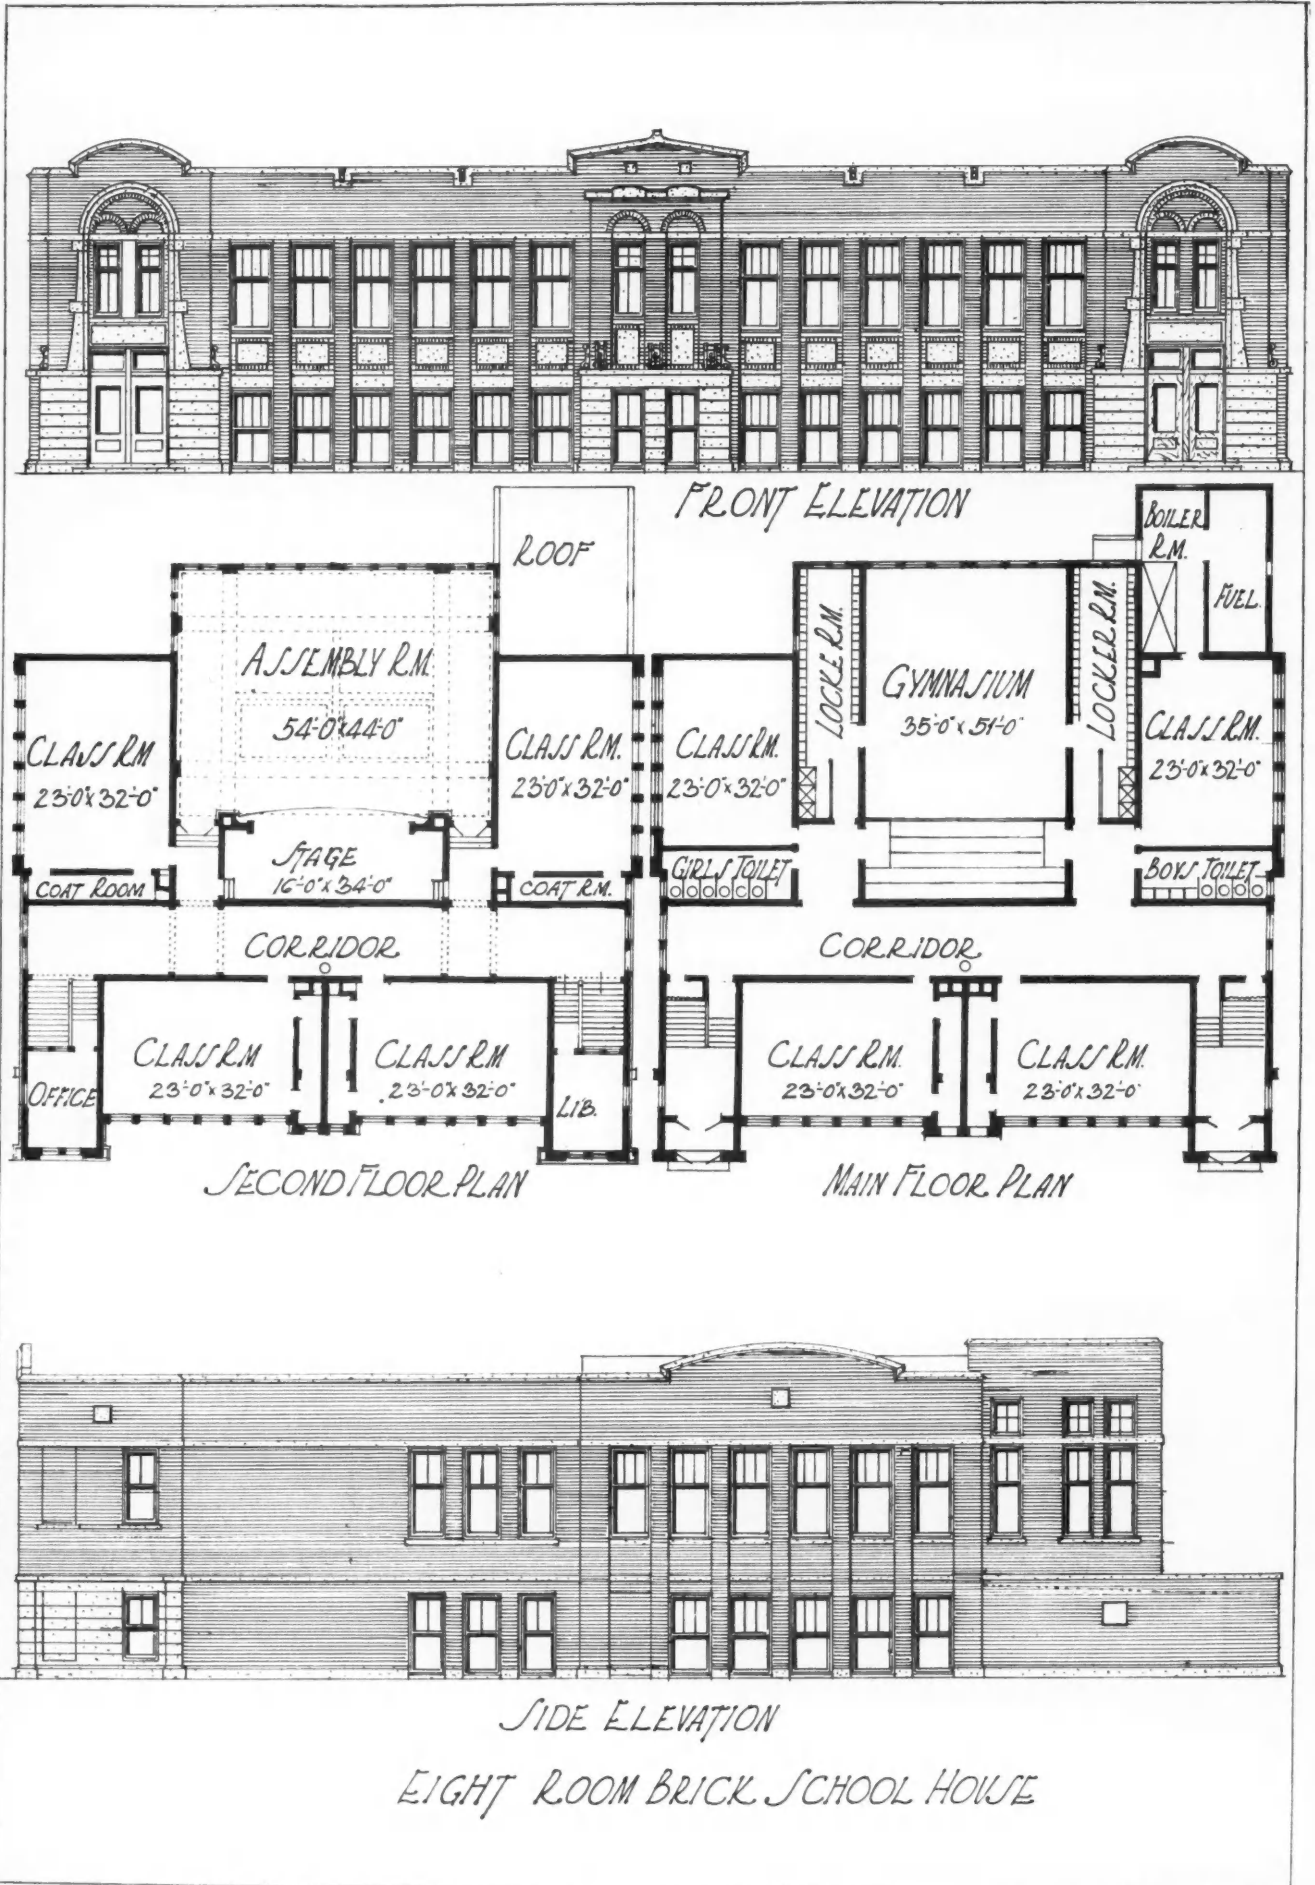 FRONT ELEVATION
ROOF
ASSEMBLY RM
54'-0"x44'-0"
CLASS RM
23'-0"x32'-0"
CLASS RM.
23'-0"x32'-0"
STAGE
16'-0"x34'-0"
COAT ROOM
COAT RM.
CORRIDOR
CLASS RM
23'-0"x32'-0"
CLASS RM
23'-0"x32'-0"
OFFICE
LIB.
SECOND FLOOR PLAN
BOILER
RM.
FUEL
LOCKER RM.
GYMNASIUM
35'-0"x51'-0"
LOCKER RM.
CLASS RM.
23'-0"x32'-0"
CLASS RM.
23'-0"x32'-0"
GIRLS TOILET
BOYS TOILET
CORRIDOR
CLASS RM.
23'-0"x32'-0"
CLASS RM.
23'-0"x32'-0"
MAIN FLOOR PLAN
SIDE ELEVATION
EIGHT ROOM BRICK SCHOOL HOUSE